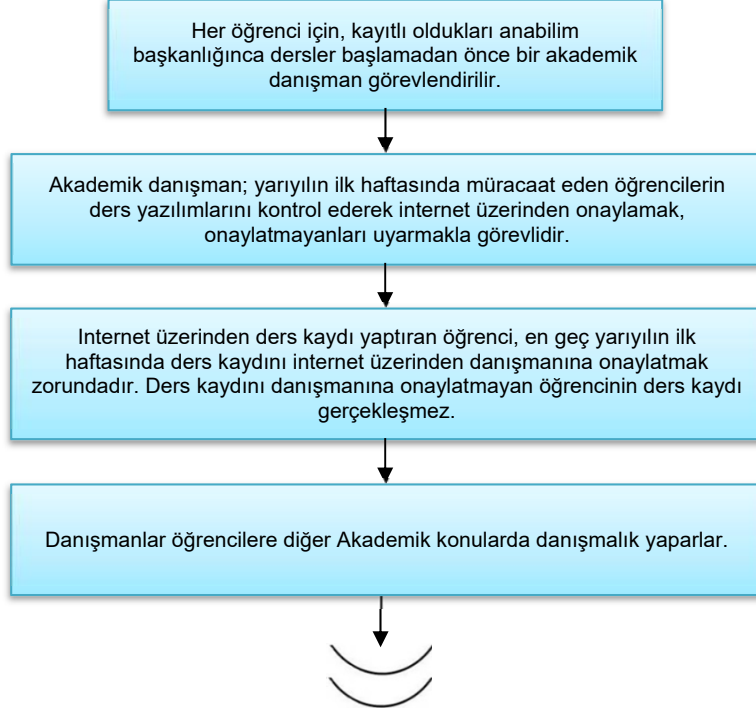 Her öğrenci için, kayıtlı oldukları anabilim
başkanlığınca dersler başlamadan önce bir akademik
danışman görevlendirilir.
Akademik danışman; yarıyılın ilk haftasında müracaat eden öğrencilerin
ders yazılımlarını kontrol ederek internet üzerinden onaylamak,
onaylatmayanları uyarmakla görevlidir.
Internet üzerinden ders kaydı yaptıran öğrenci, en geç yarıyılın ilk
haftasında ders kaydını internet üzerinden danışmanına onaylatmak
zorundadır. Ders kaydını danışmanına onaylatmayan öğrencinin ders kaydı
gerçekleşmez.
Danışmanlar öğrencilere diğer Akademik konularda danışmalık yaparlar.